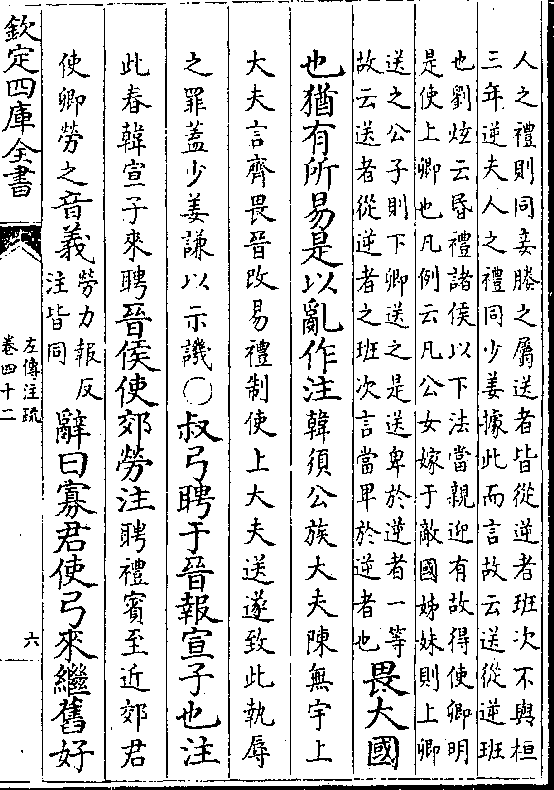 人之禮則同妾媵之屬送者皆從逆者班次不與桓
三年逆夫人之禮同少姜據此而言故云送從逆班
也劉炫云昏禮諸侯以下法當親迎有故得使卿明
是使上卿也凡例云凡公女嫁于敵國姊妹則上卿
送之公子則下卿送之是送卑於逆者一等
故云送者從逆者之班次言當卑於逆者也
畏大國
也猶有所易是以亂作注韓須公族大夫陳無宇上
大夫言齊畏晉改易禮制使上大夫送遂致此執辱
之罪蓋少姜謙以示譏〇叔弓聘于晉報宣子也注
此春韓宣子來聘晉侯使郊勞注聘禮賓至近郊君
使卿勞之音義勞力報反
注皆同
辭曰寡君使弓來繼舊好
欽定四庫全書
左傳注疏
卷四十二
六